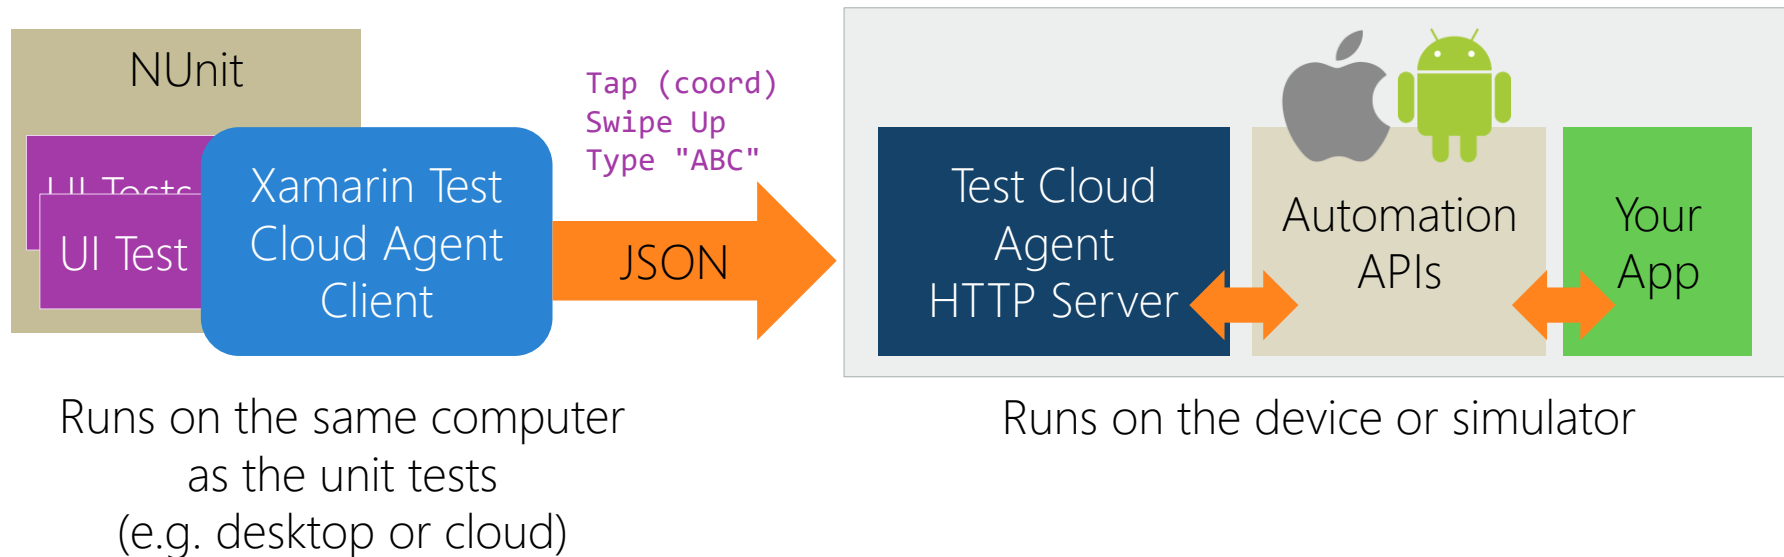 NUnit
UI Tests
UI Test
Xamarin Test
Cloud Agent
Client
Tap (coord)
Swipe Up
Type "ABC"
JSON
Test Cloud
Agent
HTTP Server
Automation
APIs
Your
App
Runs on the same computer
as the unit tests
(e.g. desktop or cloud)
Runs on the device or simulator